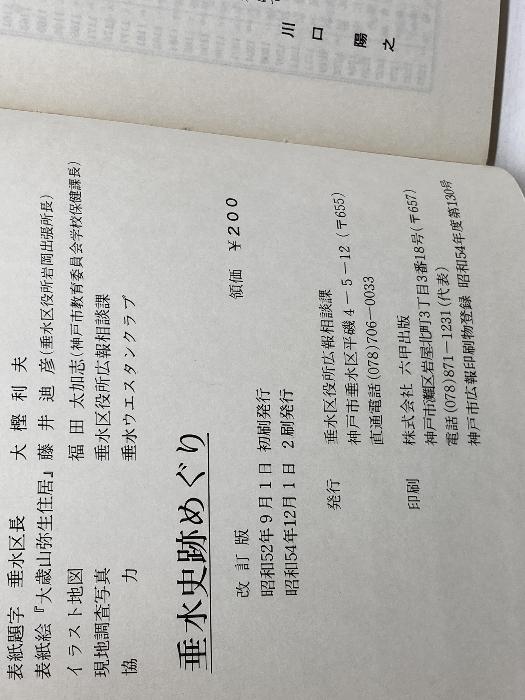 川口陽之
表紙題字 垂水区長 大樫利夫
表紙絵『大歳山弥生住居』 藤井迪彦(垂水区役所岩岡出張所長)
イラスト地図 福田太加志(神戸市教育委員会学校保健課長)
現地調査写真 垂水区役所広報相談課
協力 垂水ウエスタンクラブ
垂水史跡めぐり
領価 ¥200
改訂版
昭和52年9月1日 初刷発行
昭和54年12月1日 2刷発行
発行 垂水区役所広報相談課
神戸市垂水区平磯4-5-12(〒655)
直通電話(078)706-0033
印刷 株式会社 六甲出版
神戸市灘区岩屋北町3丁目3番18号(〒657)
電話(078)871-1231(代表)
神戸市広報印刷物登録 昭和54年度第130号